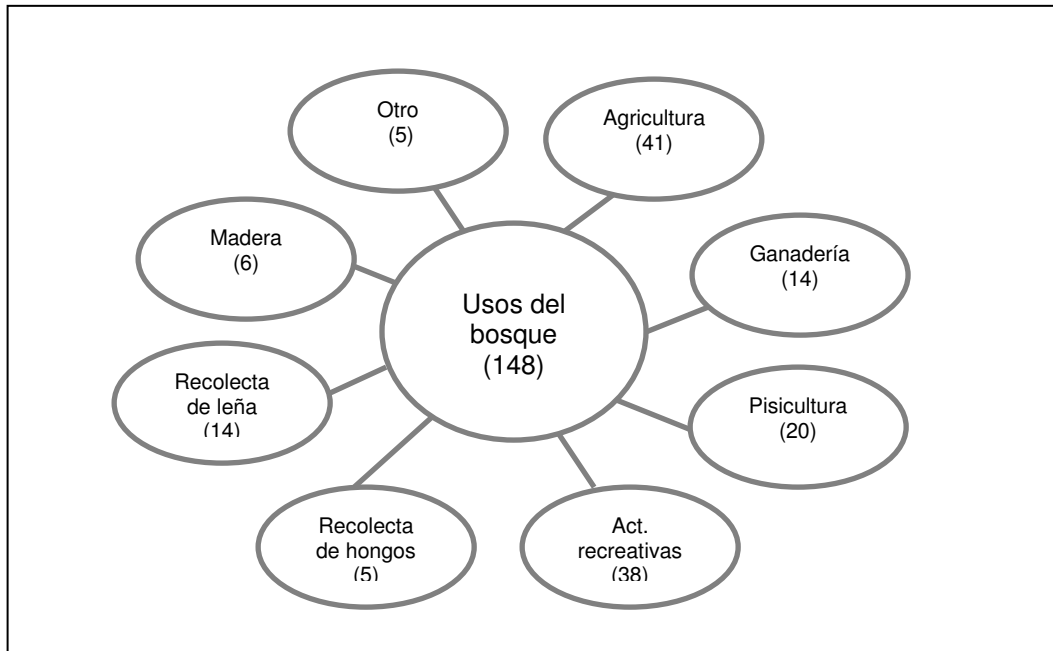 Otro
(5)
Agricultura
(41)
Madera
(6)
Ganadería
(14)
Usos del
bosque
(148)
Recolecta
de leña
(14)
Pisicultura
(20)
Recolecta
de hongos
(5)
Act.
recreativas
(38)